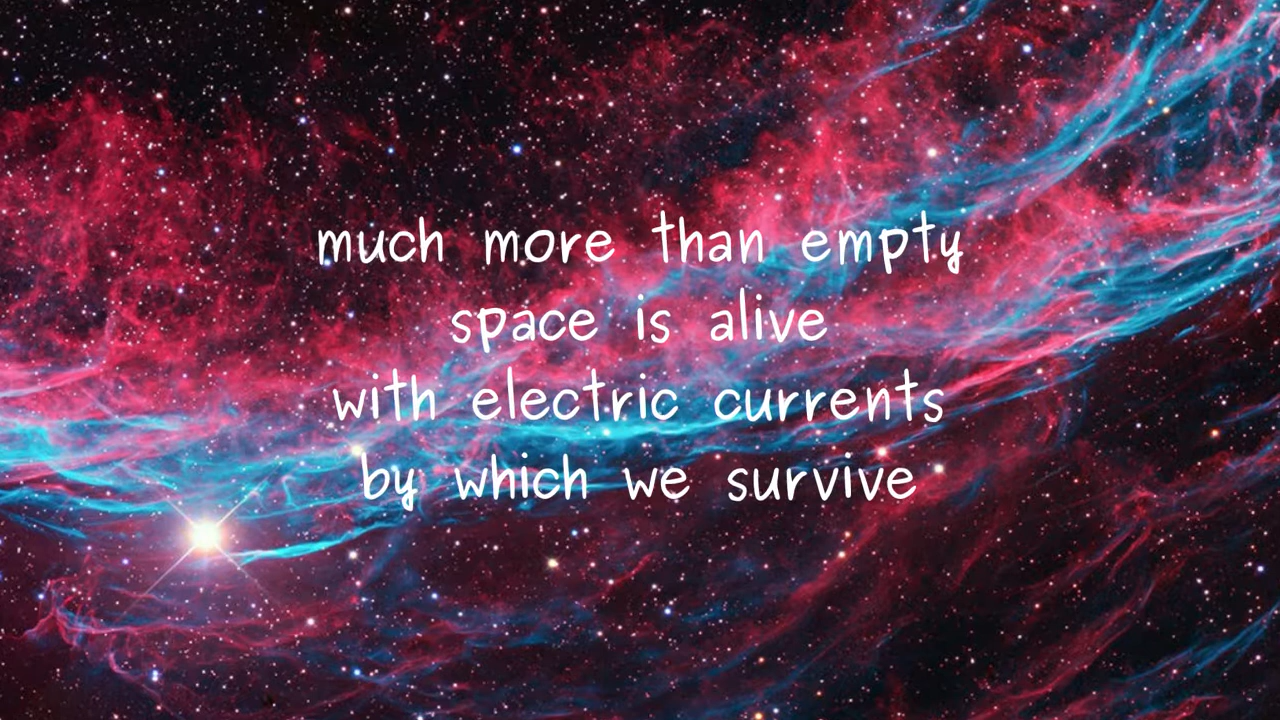 much more than empty
space is alive
with electric currents
by which we survive